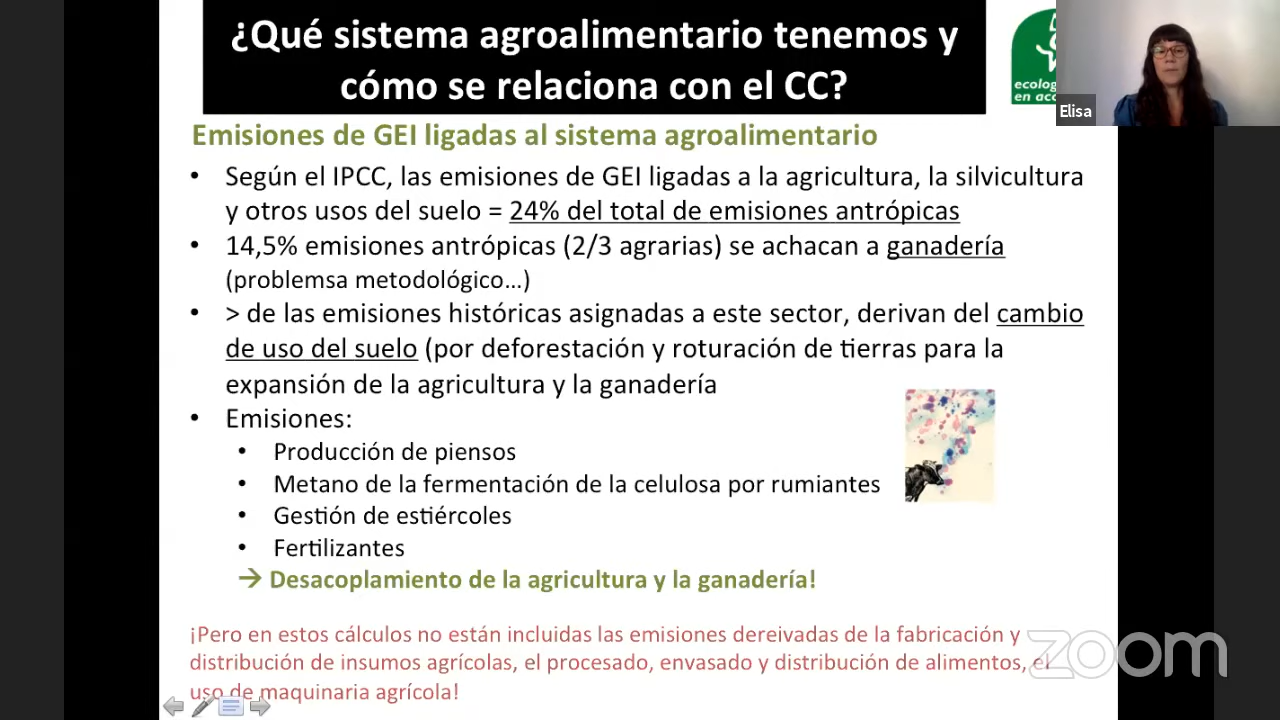 ¿Qué sistema agroalimentario tenemos y
cómo se relaciona con el CC?
ecolog
en acc
Elisa
Emisiones de GEI ligadas al sistema agroalimentario
• Según el IPCC, las emisiones de GEI ligadas a la agricultura, la silvicultura
y otros usos del suelo = 24% del total de emisiones antrópicas
• 14,5% emisiones antrópicas (2/3 agrarias) se achacan a ganadería
(problemsa metodológico...)
• > de las emisiones históricas asignadas a este sector, derivan del cambio
de uso del suelo (por deforestación y roturación de tierras para la
expansión de la agricultura y la ganadería
• Emisiones:
• Producción de piensos
• Metano de la fermentación de la celulosa por rumiantes
• Gestión de estiércoles
• Fertilizantes
→ Desacoplamiento de la agricultura y la ganadería!
¡Pero en estos cálculos no están incluidas las emisiones dereivadas de la fabricación y
distribución de insumos agrícolas, el procesado, envasado y distribución de alimentos, el
uso de maquinaria agrícola!
zoom